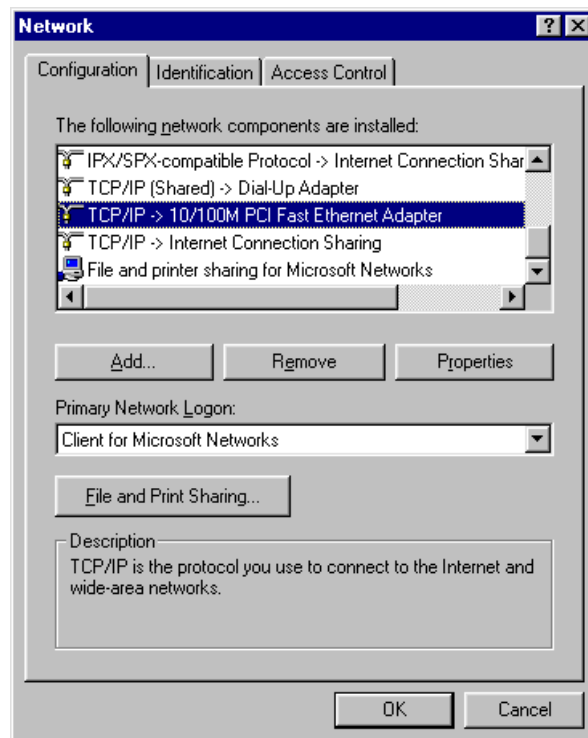 Network
Configuration Identification Access Control
The following network components are installed:
IPX/SPX-compatible Protocol -> Internet Connection Shar
TCP/IP (Shared) -> Dial-Up Adapter
TCP/IP -> 10/100M PCI Fast Ethernet Adapter
TCP/IP -> Internet Connection Sharing
File and printer sharing for Microsoft Networks
Add... Remove Properties
Primary Network Logon:
Client for Microsoft Networks
File and Print Sharing...
Description
TCP/IP is the protocol you use to connect to the Internet and
wide-area networks.
OK Cancel